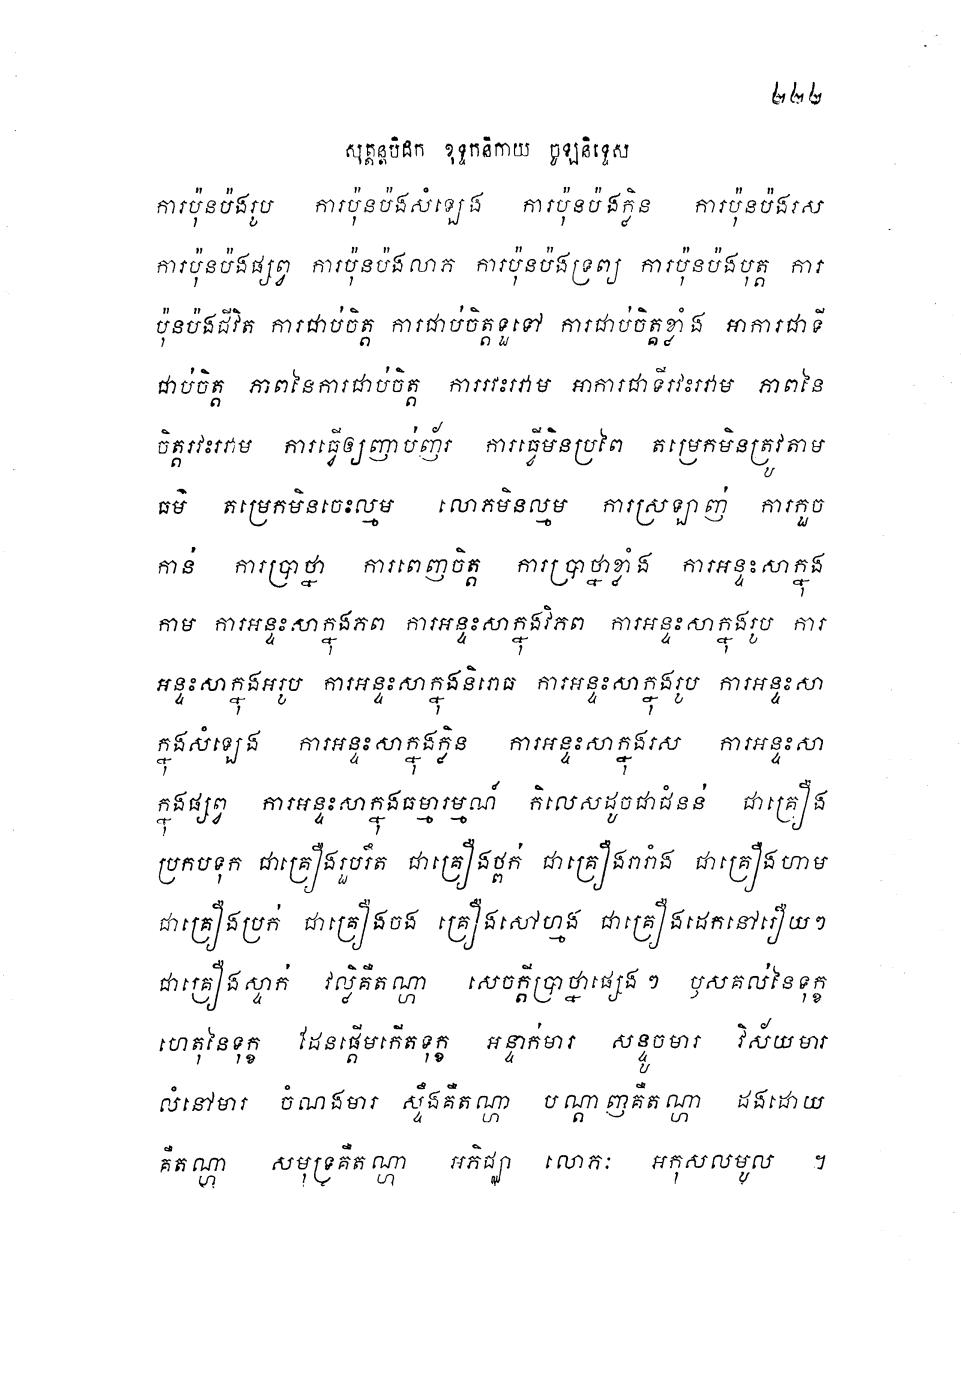 ២២២
សុត្តន្តបិដក ខុទ្ទកនិកាយ ចូឡនិទ្ទេស
ការប៉ុនប៉ងរូប ការប៉ុនប៉ងសំឡេង ការប៉ុនប៉ងក្លិន ការប៉ុនប៉ងរស
ការប៉ុនប៉ងផ្សព្វ ការប៉ុនប៉ងលាភ ការប៉ុនប៉ងទ្រព្យ ការប៉ុនប៉ងបុត្ត ការ
ប៉ុនប៉ងជីវិត ការជាប់ចិត្ត ការជាប់ចិត្តទួទៅ ការជាប់ចិត្តខ្លាំង អាការជាទី
ជាប់ចិត្ត ភាពនៃការជាប់ចិត្ត ការរវះរវាម អាការជាទីរវះរវាម ភាពនៃ
ចិត្តរវះរវាម ការធ្វើឲ្យញាប់ញ័រ ការធ្វើមិនប្រពៃ តម្រេកមិនត្រូវតាម
ធម៌ តម្រេកមិនចេះល្មម លោភមិនល្មម ការស្រឡាញ់ ការកួច
កាន់ ការប្រាថ្នា ការពេញចិត្ត ការប្រាថ្នាខ្លាំង ការអន្ទះសាក្នុង
កាម ការអន្ទះសាក្នុងភព ការអន្ទះសាក្នុងវិភព ការអន្ទះសាក្នុងរូប ការ
អន្ទះសាក្នុងអរូប ការអន្ទះសាក្នុងនិរោធ ការអន្ទះសាក្នុងរូប ការអន្ទះសា
ក្នុងសំឡេង ការអន្ទះសាក្នុងក្លិន ការអន្ទះសាក្នុងរស ការអន្ទះសា
ក្នុងផ្សព្វ ការអន្ទះសាក្នុងធម្មារម្មណ៍ កិលេសដូចជាជំនន់ ជាគ្រឿង
ប្រកបទុក ជាគ្រឿងរួបរឹត ជាគ្រឿងថ្ពក់ ជាគ្រឿងរារាំង ជាគ្រឿងហាម
ជាគ្រឿងប្រក់ ជាគ្រឿងចង គ្រឿងសៅហ្មង ជាគ្រឿងដេកនៅរឿយៗ
ជាគ្រឿងស្ទាក់ វល្លិគឺតណ្ហា សេចក្តីប្រាថ្នាផ្សេងៗ ឫសគល់នៃទុក្ខ
ហេតុនៃទុក្ខ ដែនផ្តើមកើតទុក្ខ អន្ទាក់មារ សន្ទូចមារ វិស័យមារ
លំនៅមារ ចំណងមារ ស្ទឹងគឺតណ្ហា បណ្តាញគឺតណ្ហា ដងដោយ
គឺតណ្ហា សមុទ្រគឺតណ្ហា អភិជ្ឈា លោភៈ អកុសលមូល ។